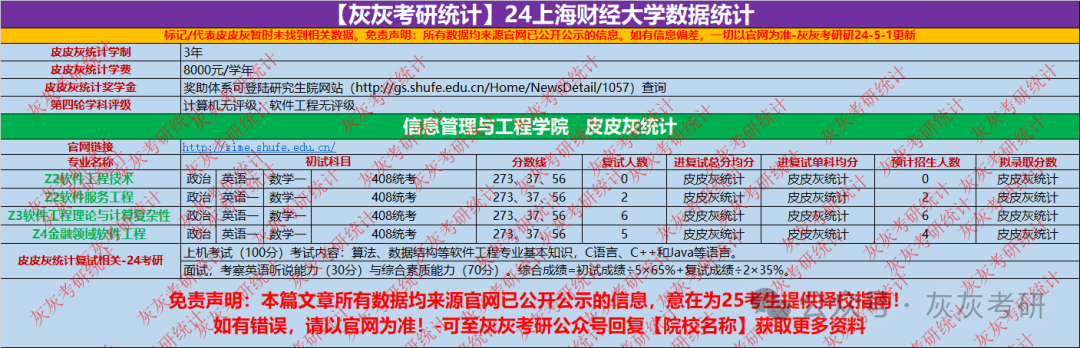 【灰灰考研统计】24上海财经大学数据统计
标记/代表皮皮灰暂时未找到相关数据。免责声明：所有数据均来源官网已公开公示的信息。如有信息偏差，一切以官网为准-灰灰考研研24-5-1更新
皮皮灰统计学制 3年
皮皮灰统计学费 8000元/学年
皮皮灰统计奖学金 奖助体系可登陆研究生院网站（http://gs.shufe.edu.cn/Home/NewsDetail/1057）查询
第四轮学科评级 计算机无评级；软件工程无评级
信息管理与工程学院 皮皮灰统计
官网链接 http://sime.shufe.edu.cn/
专业名称 初试科目 分数线 复试人数 进复试总分均分 进复试单科均分 预计招生人数 拟录取分数
Z2软件工程技术 政治 英语一 数学一 408统考 273、37、56 0 皮皮灰统计 皮皮灰统计 0 皮皮灰统计
Z2软件服务工程 政治 英语一 数学一 408统考 273、37、56 2 皮皮灰统计 皮皮灰统计 2 皮皮灰统计
Z3软件工程理论与计算复杂性 政治 英语一 数学一 408统考 273、37、56 6 皮皮灰统计 皮皮灰统计 6 皮皮灰统计
Z4金融领域软件工程 政治 英语一 数学一 408统考 273、37、56 5 皮皮灰统计 皮皮灰统计 4 皮皮灰统计
皮皮灰统计复试相关-24考研 上机考试（100分）考试内容：算法、数据结构等软件工程专业基本知识，C语言、C++和Java等语言。
面试，考察英语听说能力（30分）与综合素质能力（70分）。综合成绩=初试成绩÷5×65%+复试成绩÷2×35%。
免责声明：本篇文章所有数据均来源官网已公开公示的信息，意在为25考生提供择校指南！
如有错误，请以官网为准！-可至灰灰考研公众号回复【院校名称】获取更多资料
公众号·灰灰考研
灰灰考研统计